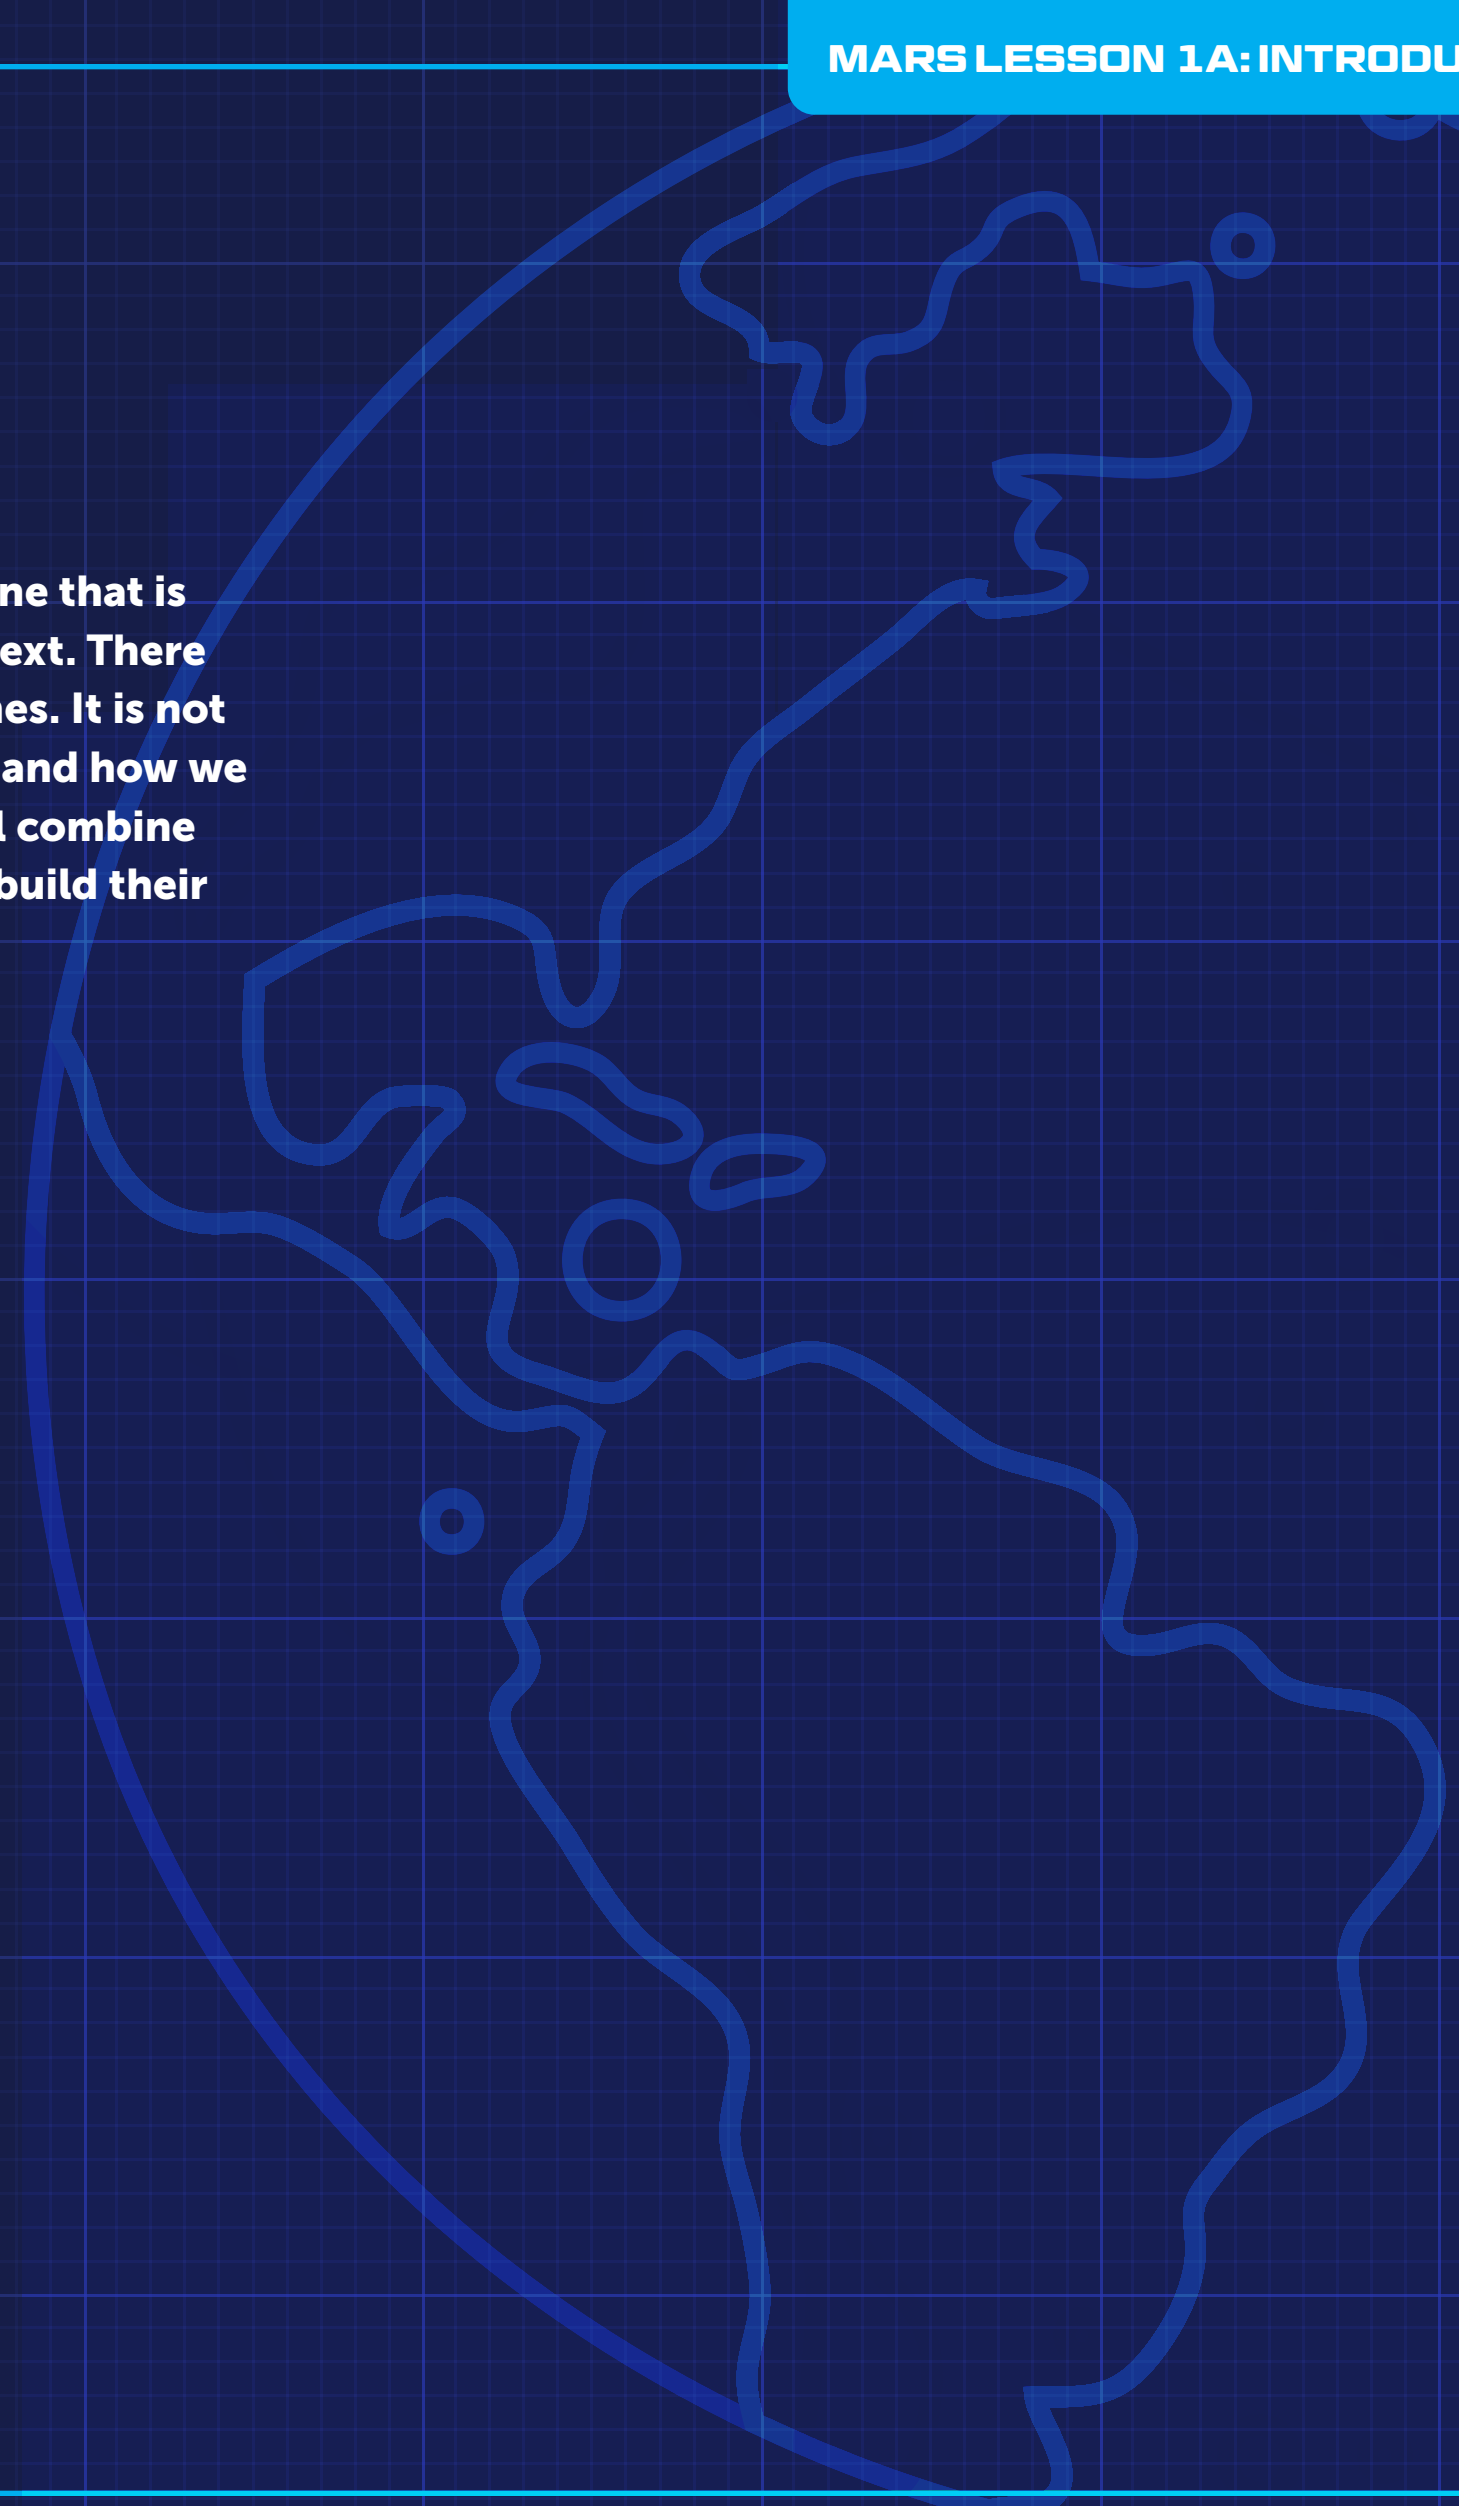 MARS LESSON 1A: INTRODU
ne that is
ext. There
es. It is not
and how we
combine
build their